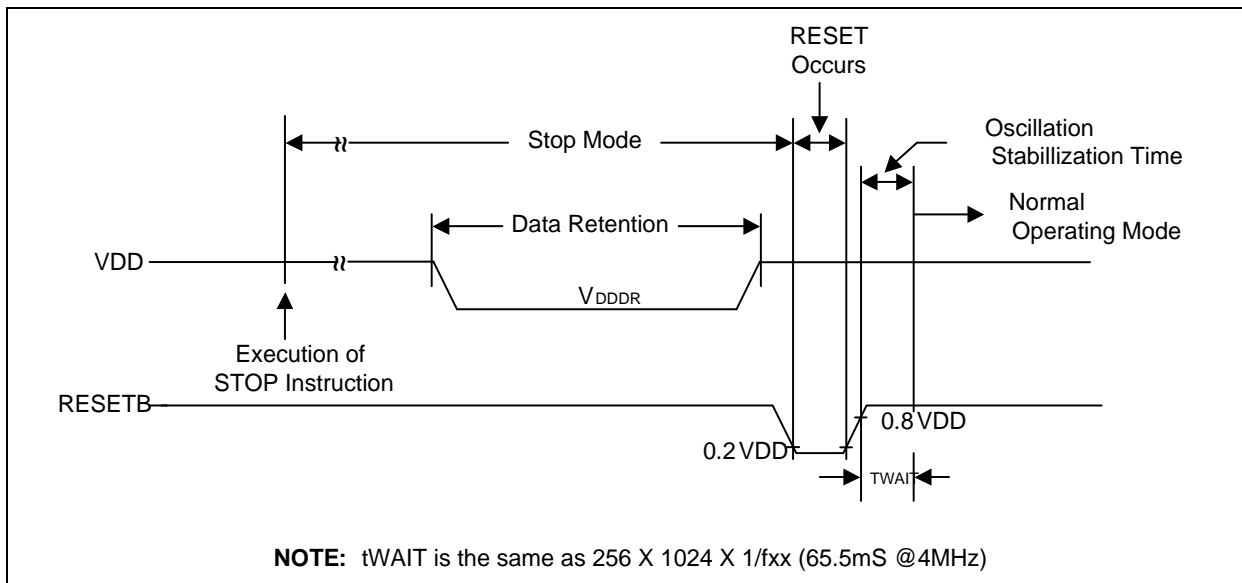 RESET
Occurs
Stop Mode
Oscillation
Stabillization Time
Data Retention
Normal
Operating Mode
VDD
VDDDR
Execution of
STOP Instruction
RESETB
0.2 VDD
0.8 VDD
TWAIT
NOTE: tWAIT is the same as 256 X 1024 X 1/fxx (65.5mS @4MHz)